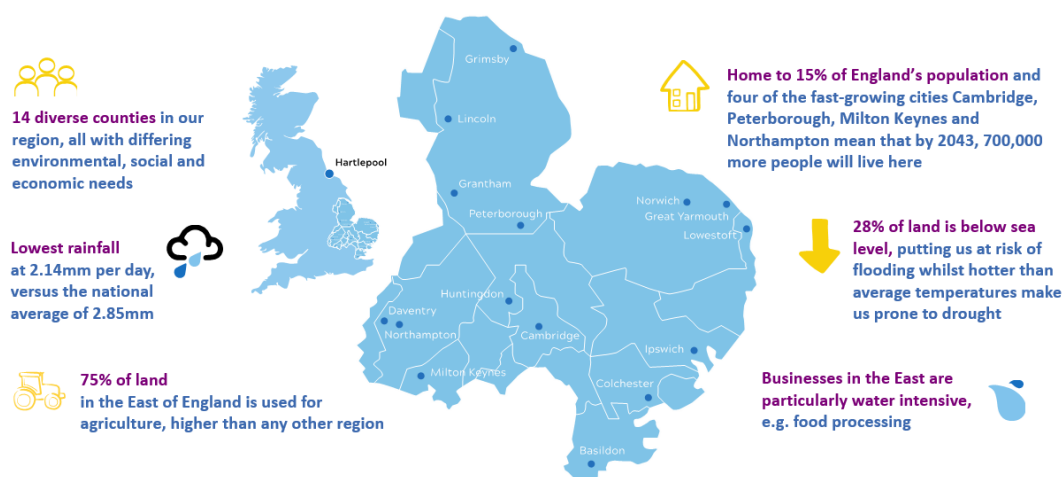 14 diverse counties in our
region, all with differing
environmental, social and
economic needs
Lowest rainfall
at 2.14mm per day,
versus the national
average of 2.85mm
75% of land
in the East of England is used for
agriculture, higher than any other region
Hartlepool
Grimsby
Lincoln
Grantham
Peterborough
Norwich
Great Yarmouth
Lowestoft
Huntingdon
Daventry
Northampton
Cambridge
Ipswich
Milton Keynes
Colchester
Basildon
Home to 15% of England’s population and
four of the fast-growing cities Cambridge,
Peterborough, Milton Keynes and
Northampton mean that by 2043, 700,000
more people will live here
28% of land is below sea
level, putting us at risk of
flooding whilst hotter than
average temperatures make
us prone to drought
Businesses in the East are
particularly water intensive,
e.g. food processing